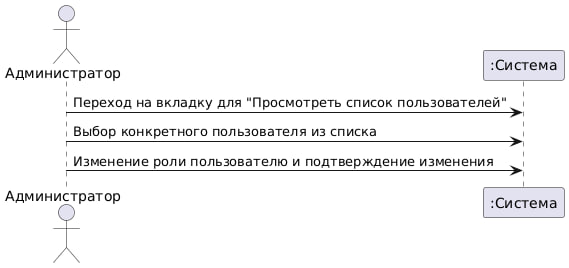 Администратор
:Система
Переход на вкладку для "Просмотреть список пользователей"
Выбор конкретного пользователя из списка
Изменение роли пользователю и подтверждение изменения
Администратор
:Система